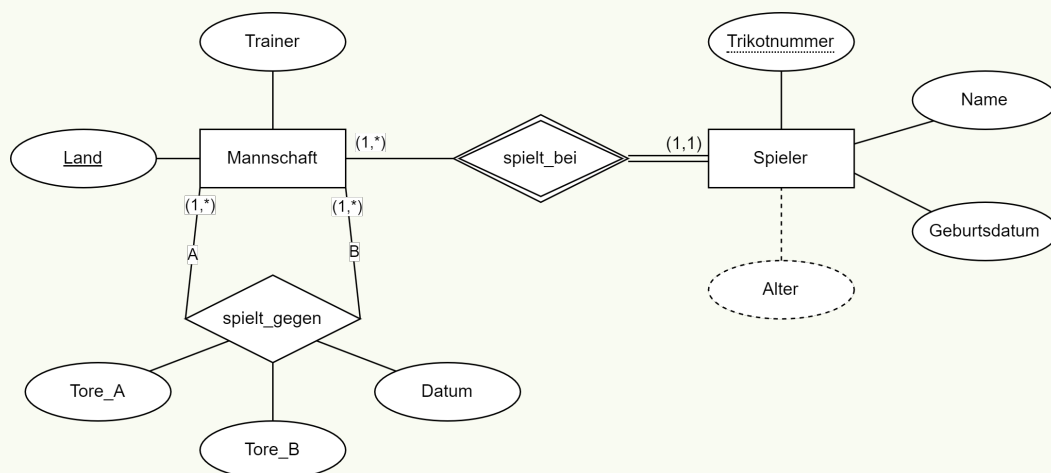 Trainer
Trikotnummer
Name
Land
Mannschaft
(1,*)
spielt_bei
(1,1)
Spieler
(1,*)
(1,*)
A
B
Geburtsdatum
Alter
spielt_gegen
Tore_A
Datum
Tore_B